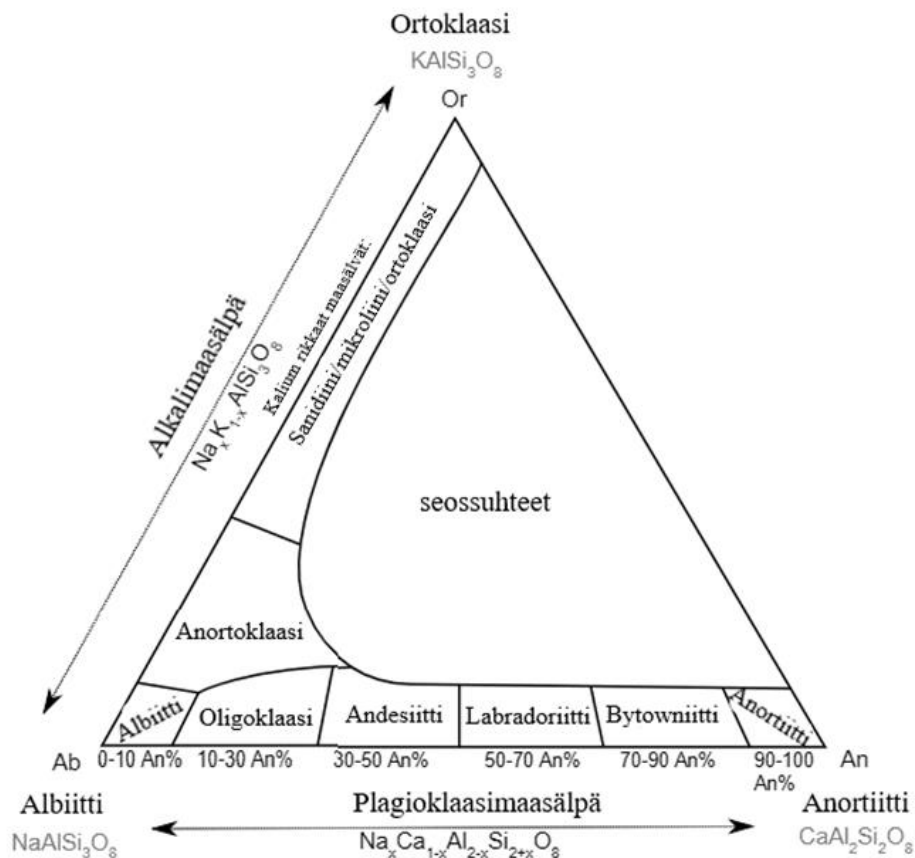 Ortoklaasi
KAlSi₃O₈
Or
Alkalimaasälpä
NaₓK₁₋ₓAlSi₃O₈
Kalium rikkaat maasälvät:
Sanidiini/mikroliini/ortoklaasi
seossuhteet
Anortoklaasi
Albiitti
Oligoklaasi
Andesiitti
Labradoriitti
Bytowniitti
Anortiitti
Ab
0-10 An%
10-30 An%
30-50 An%
50-70 An%
70-90 An%
90-100
An%
An
Albiitti
NaAlSi₃O₈
Plagioklaasimaasälpä
NaₓCa₁₋ₓAl₂₋ₓSi₂₊ₓO₈
Anortiitti
CaAl₂Si₂O₈